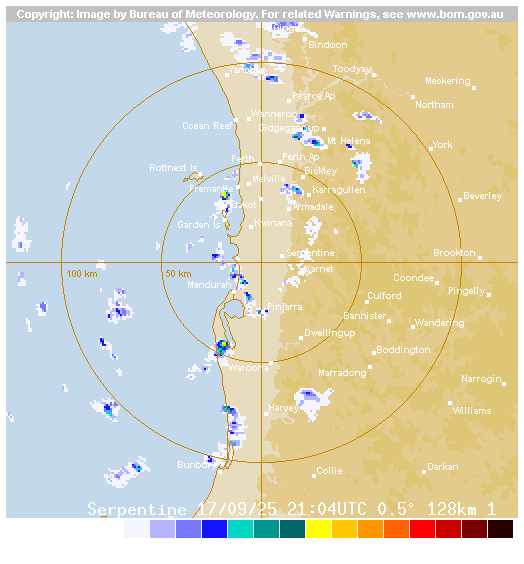 Copyright: Image by Bureau of Meteorology. For related Warnings, see www.bom.gov.au
Bindoon
Toodyay
Meckering
Pearce Ap
Northam
Wanneroo
Ocean Reef
Gidgegannup
Mt Helena
York
Perth
Perth Ap
Rottnest Is
Bickley
Melville
Fremantle
Karragullen
Beverley
Armadale
Garden Is
Kwinana
Serpentine
Brookton
100 km
50 km
Karnet
Coondee
Mandurah
Pingelly
Culford
Pinjarra
Bannister
Wandering
Dwellingup
Boddington
Waroona
Marradong
Narrogin
Harvey
Williams
Bunbury
Collie
Darkan
Serpentine 17/09/25 21:04UTC 0.5° 128km 1